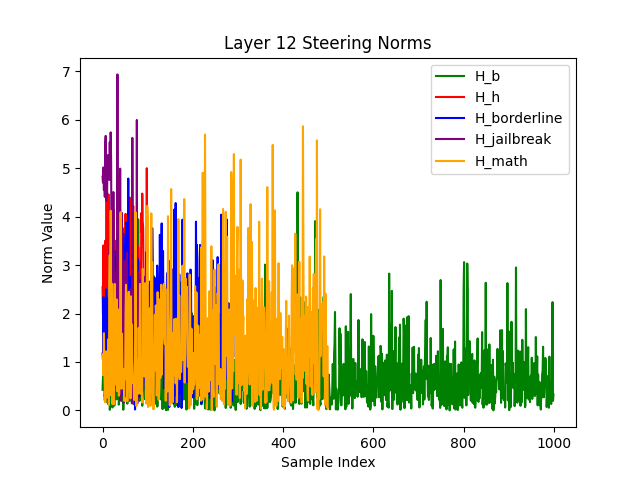 Layer 12 Steering Norms
7
6
5
4
3
2
1
0
Norm Value
H_b
H_h
H_borderline
H_jailbreak
H_math
0
200
400
600
800
1000
Sample Index